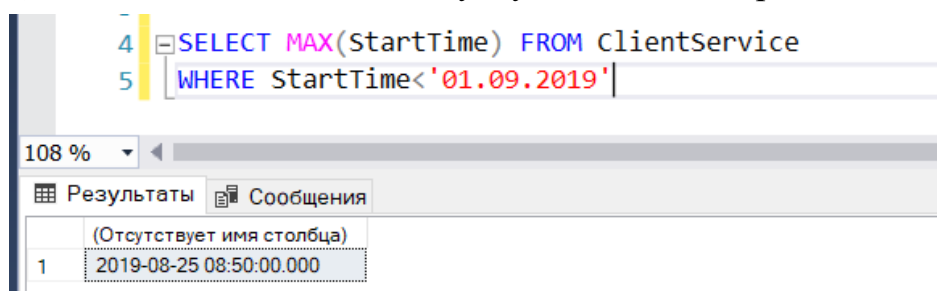 4 SELECT MAX(StartTime) FROM ClientService
5 WHERE StartTime<'01.09.2019'
108 %
Результаты Сообщения
(Отсутствует имя столбца)
1 2019-08-25 08:50:00.000